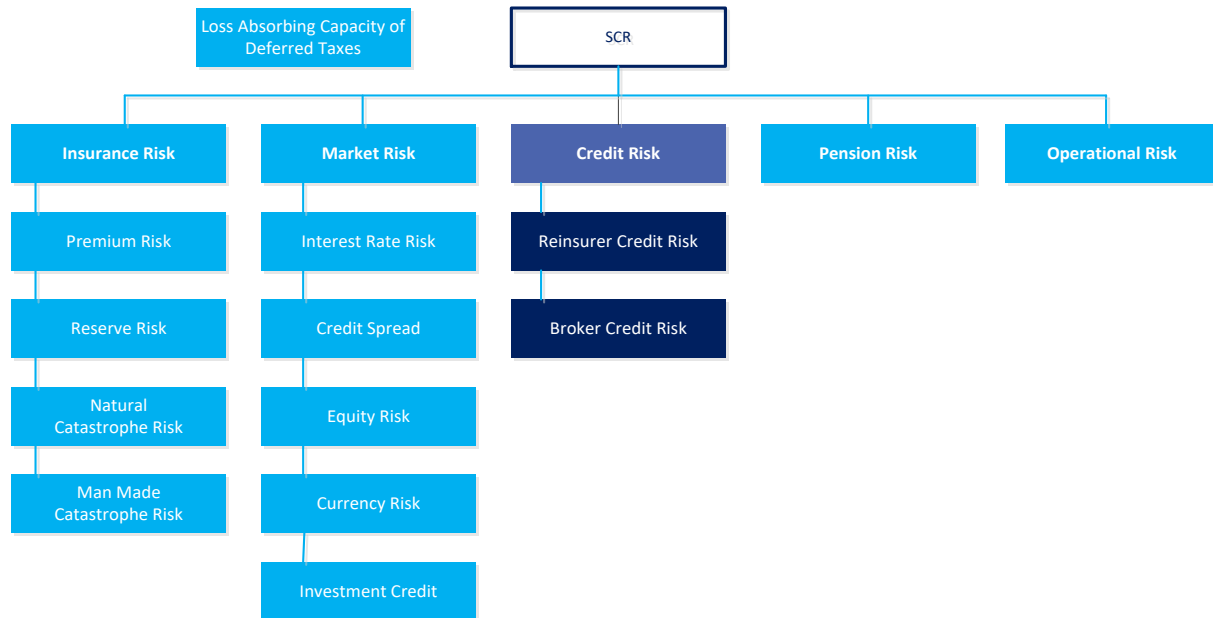 Loss Absorbing Capacity of
Deferred Taxes
SCR
Insurance Risk
Market Risk
Credit Risk
Pension Risk
Operational Risk
Premium Risk
Interest Rate Risk
Reinsurer Credit Risk
Reserve Risk
Credit Spread
Broker Credit Risk
Natural
Catastrophe Risk
Equity Risk
Man Made
Catastrophe Risk
Currency Risk
Investment Credit